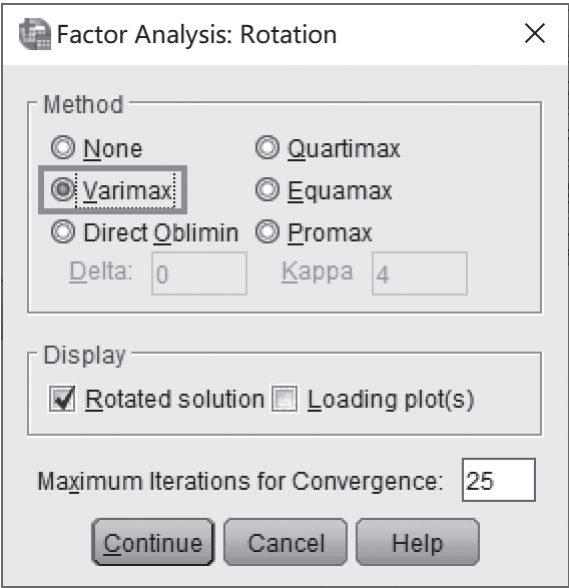 Factor Analysis: Rotation
Method
None Quartimax
Varimax Equamax
Direct Oblimin Promax
Delta: 0 Kappa 4
Display
Rotated solution Loading plot(s)
Maximum Iterations for Convergence: 25
Continue Cancel Help